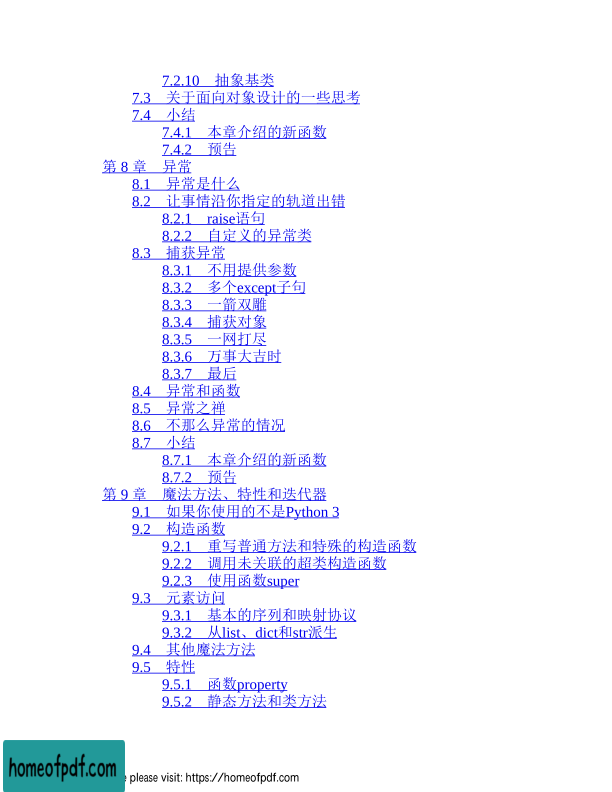 7.2.10 抽象基类
7.3 关于面向对象设计的一些思考
7.4 小结
7.4.1 本章介绍的新函数
7.4.2 预告
第 8 章 异常
8.1 异常是什么
8.2 让事情沿你指定的轨道出错
8.2.1 raise语句
8.2.2 自定义的异常类
8.3 捕获异常
8.3.1 不用提供参数
8.3.2 多个except子句
8.3.3 一箭双雕
8.3.4 捕获对象
8.3.5 一网打尽
8.3.6 万事大吉时
8.3.7 最后
8.4 异常和函数
8.5 异常之禅
8.6 不那么异常的情况
8.7 小结
8.7.1 本章介绍的新函数
8.7.2 预告
第 9 章 魔法方法、特性和迭代器
9.1 如果你使用的不是Python 3
9.2 构造函数
9.2.1 重写普通方法和特殊的构造函数
9.2.2 调用未关联的超类构造函数
9.2.3 使用函数super
9.3 元素访问
9.3.1 基本的序列和映射协议
9.3.2 从list、dict和str派生
9.4 其他魔法方法
9.5 特性
9.5.1 函数property
9.5.2 静态方法和类方法
homeofpdf.com
please visit: https://homeofpdf.com